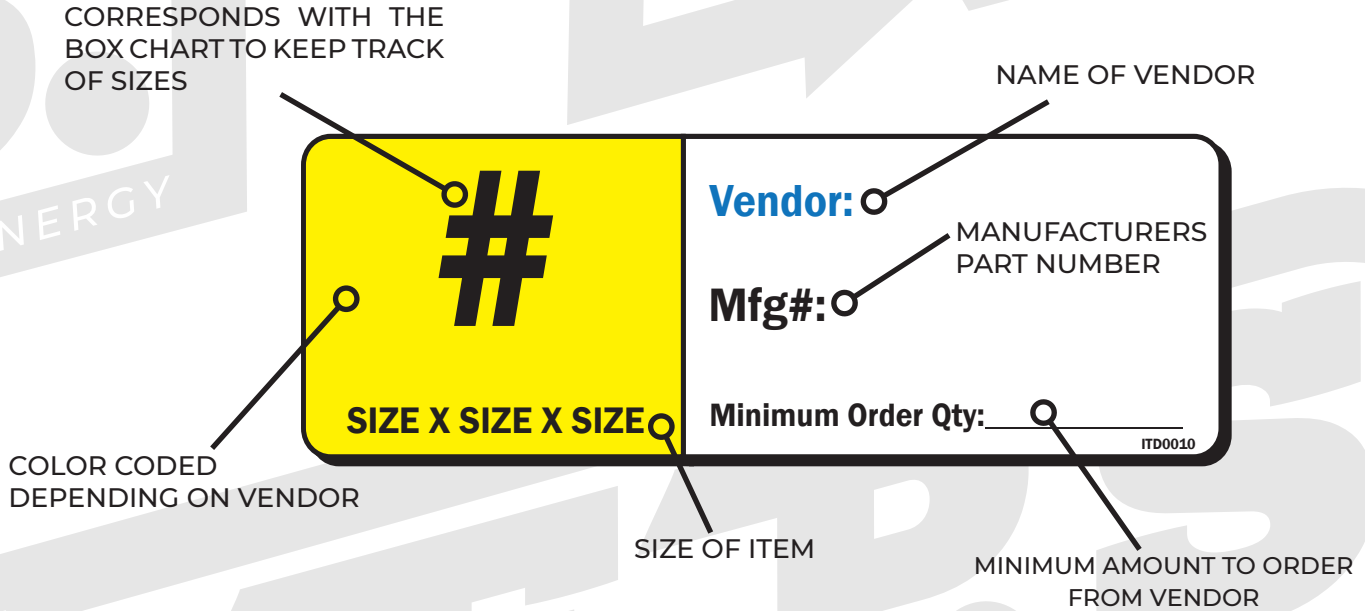 CORRESPONDS WITH THE
BOX CHART TO KEEP TRACK
OF SIZES
NAME OF VENDOR
NERGY
#
Vendor:
MANUFACTURERS
PART NUMBER
Mfg#:
SIZE X SIZE X SIZE
Minimum Order Qty:
ITD0010
COLOR CODED
DEPENDING ON VENDOR
SIZE OF ITEM
MINIMUM AMOUNT TO ORDER
FROM VENDOR